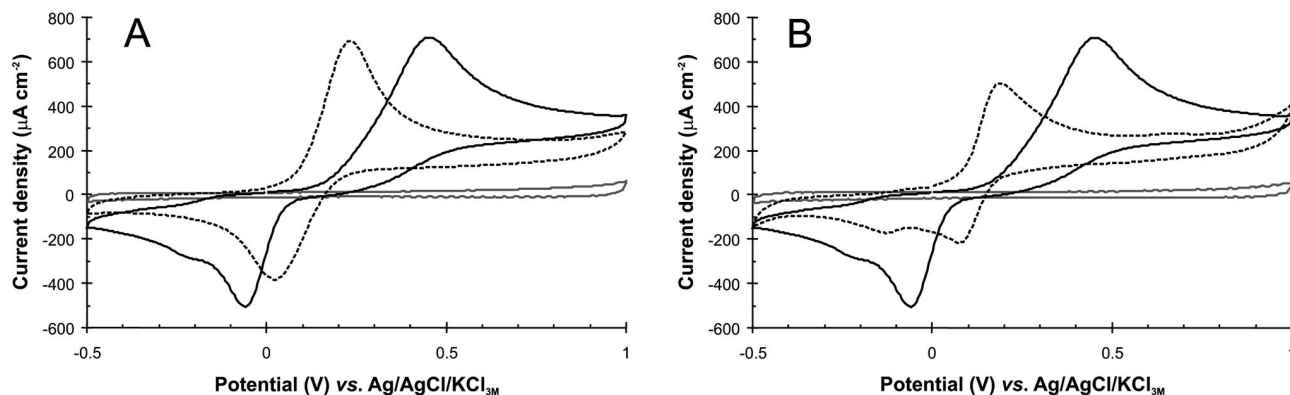 A
800
600
400
200
0
-200
-400
-600
-0.5 0 0.5 1
Current density (µA cm⁻²)
Potential (V) vs. Ag/AgCl/KCl₃M
B
800
600
400
200
0
-200
-400
-600
-0.5 0 0.5 1
Current density (µA cm⁻²)
Potential (V) vs. Ag/AgCl/KCl₃M